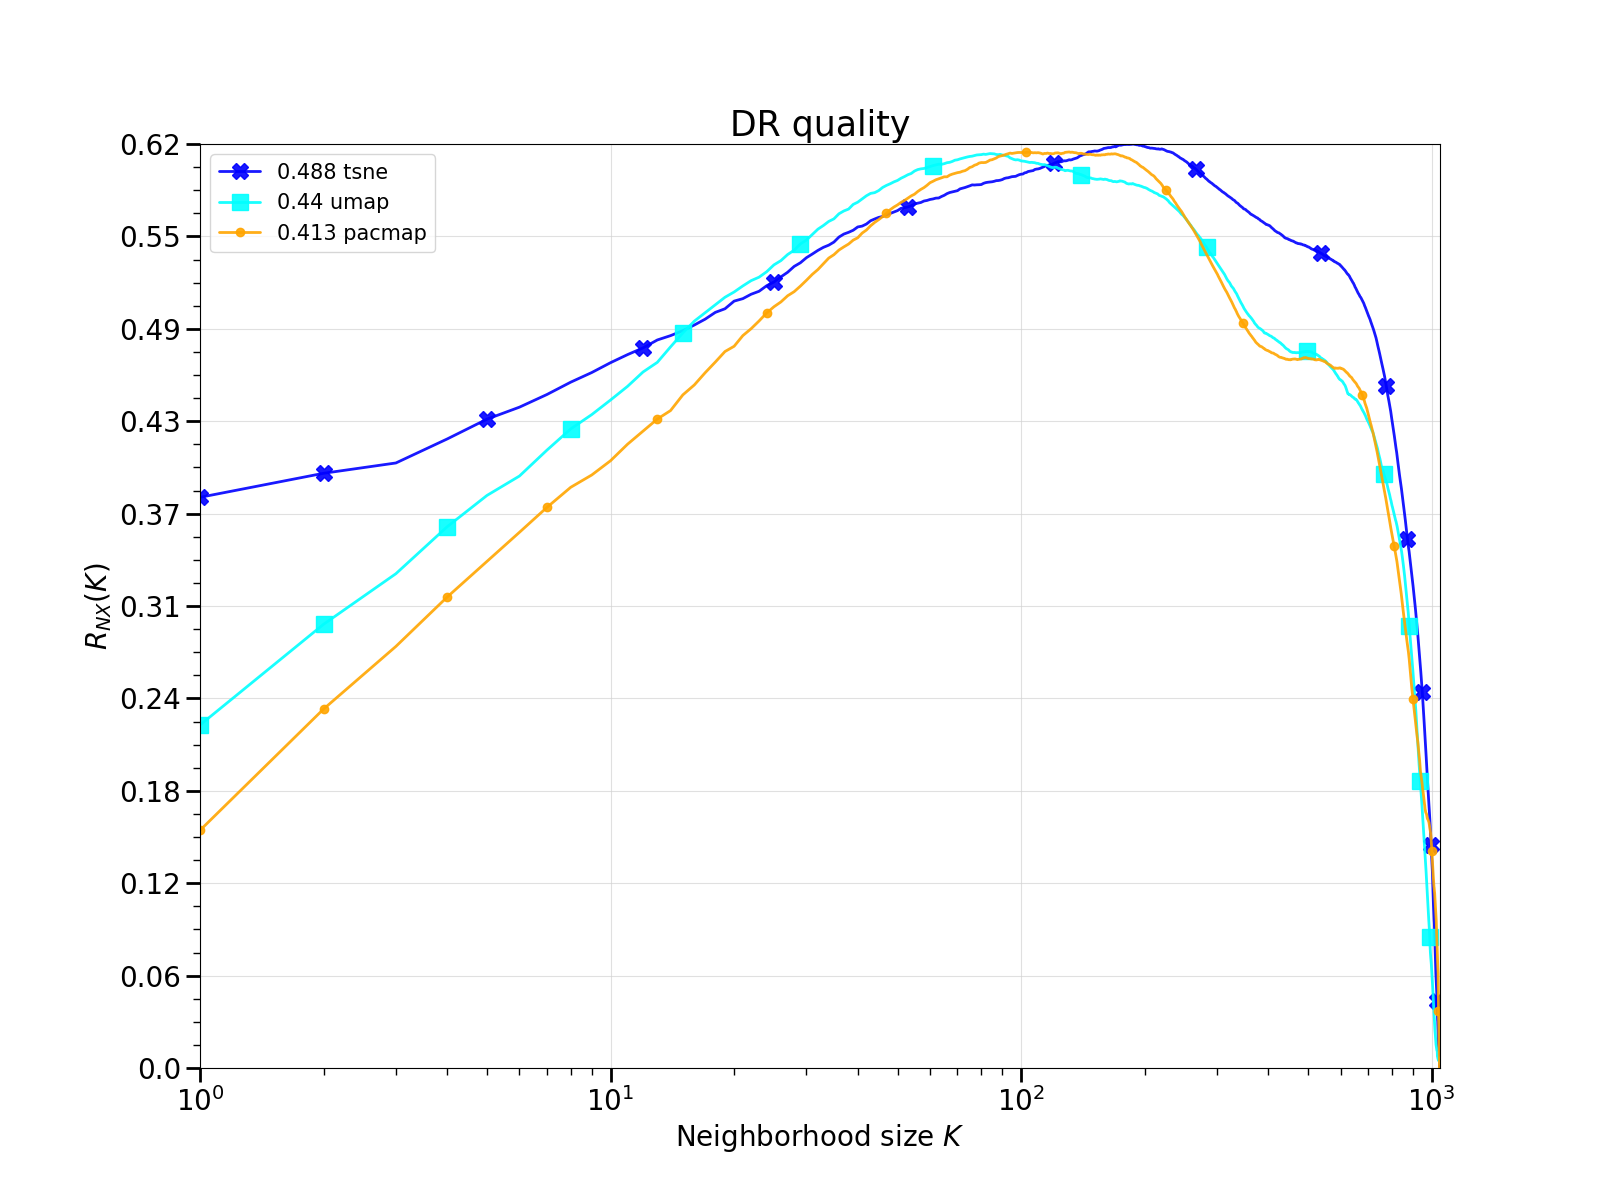 DR quality
0.488 tsne
0.44 umap
0.413 pacmap
0.62
0.55
0.49
0.43
0.37
0.31
0.24
0.18
0.12
0.06
0.0
R_{NX}(K)
10^0 10^1 10^2 10^3
Neighborhood size K